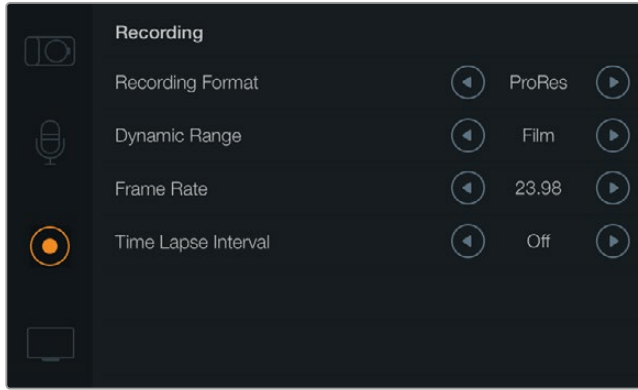 Recording
Recording Format ProRes
Dynamic Range Film
Frame Rate 23.98
Time Lapse Interval Off